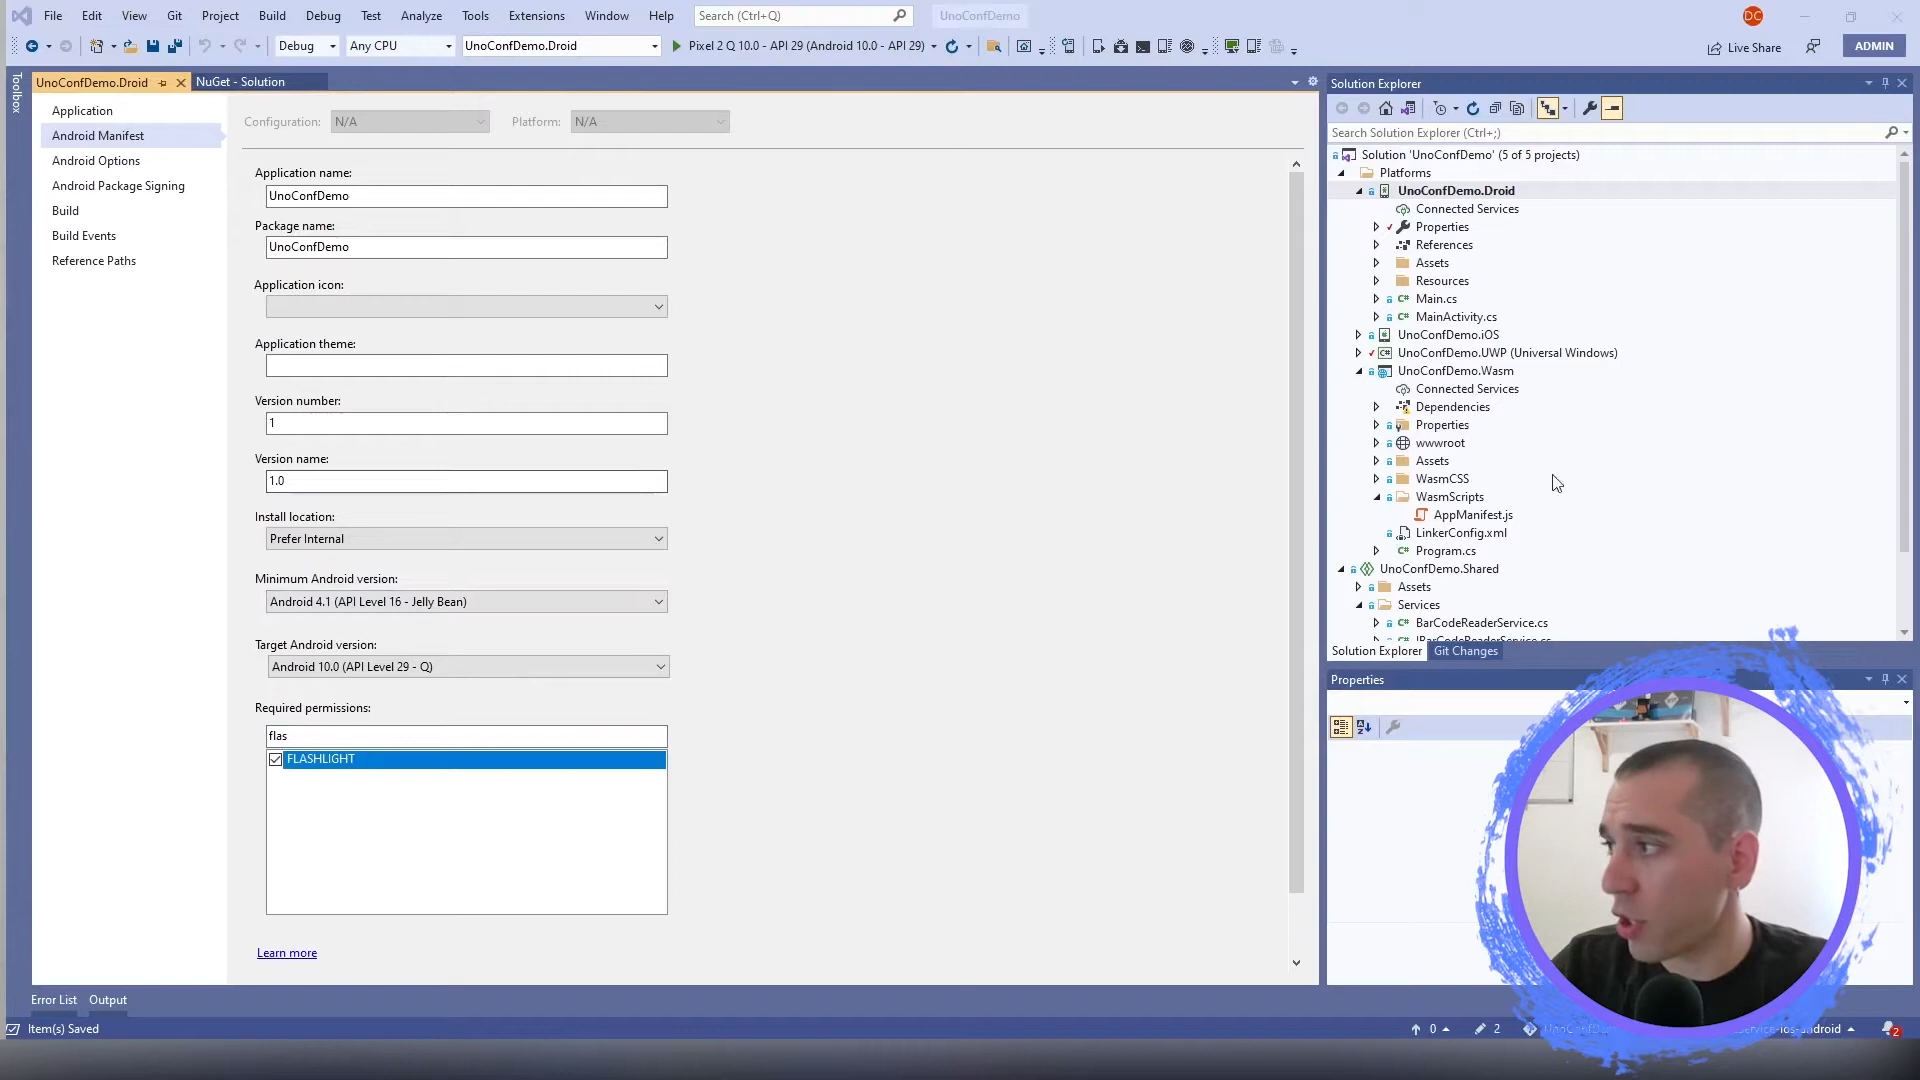 File Edit View Git Project Build Debug Test Analyze Tools Extensions Window Help Search (Ctrl+Q) UnoConfDemo DC
Debug Any CPU UnoConfDemo.Droid Pixel 2 Q 10.0 - API 29 (Android 10.0 - API 29) Live Share ADMIN
Toolbox
UnoConfDemo.Droid NuGet - Solution
Application
Android Manifest
Android Options
Android Package Signing
Build
Build Events
Reference Paths
Configuration: N/A Platform: N/A
Application name:
UnoConfDemo
Package name:
UnoConfDemo
Application icon:
Application theme:
Version number:
1
Version name:
1.0
Install location:
Prefer Internal
Minimum Android version:
Android 4.1 (API Level 16 - Jelly Bean)
Target Android version:
Android 10.0 (API Level 29 - Q)
Required permissions:
flas
FLASHLIGHT
Learn more
Solution Explorer
Search Solution Explorer (Ctrl+;)
Solution 'UnoConfDemo' (5 of 5 projects)
Platforms
UnoConfDemo.Droid
Connected Services
Properties
References
Assets
Resources
C# Main.cs
C# MainActivity.cs
UnoConfDemo.iOS
C# UnoConfDemo.UWP (Universal Windows)
UnoConfDemo.Wasm
Connected Services
Dependencies
Properties
wwwroot
Assets
WasmCSS
WasmScripts
AppManifest.js
LinkerConfig.xml
C# Program.cs
UnoConfDemo.Shared
Assets
Services
C# BarCodeReaderService.cs
C# IBarCodeReaderService.cs
Solution Explorer Git Changes
Properties
Error List Output
Item(s) Saved 0 2 2